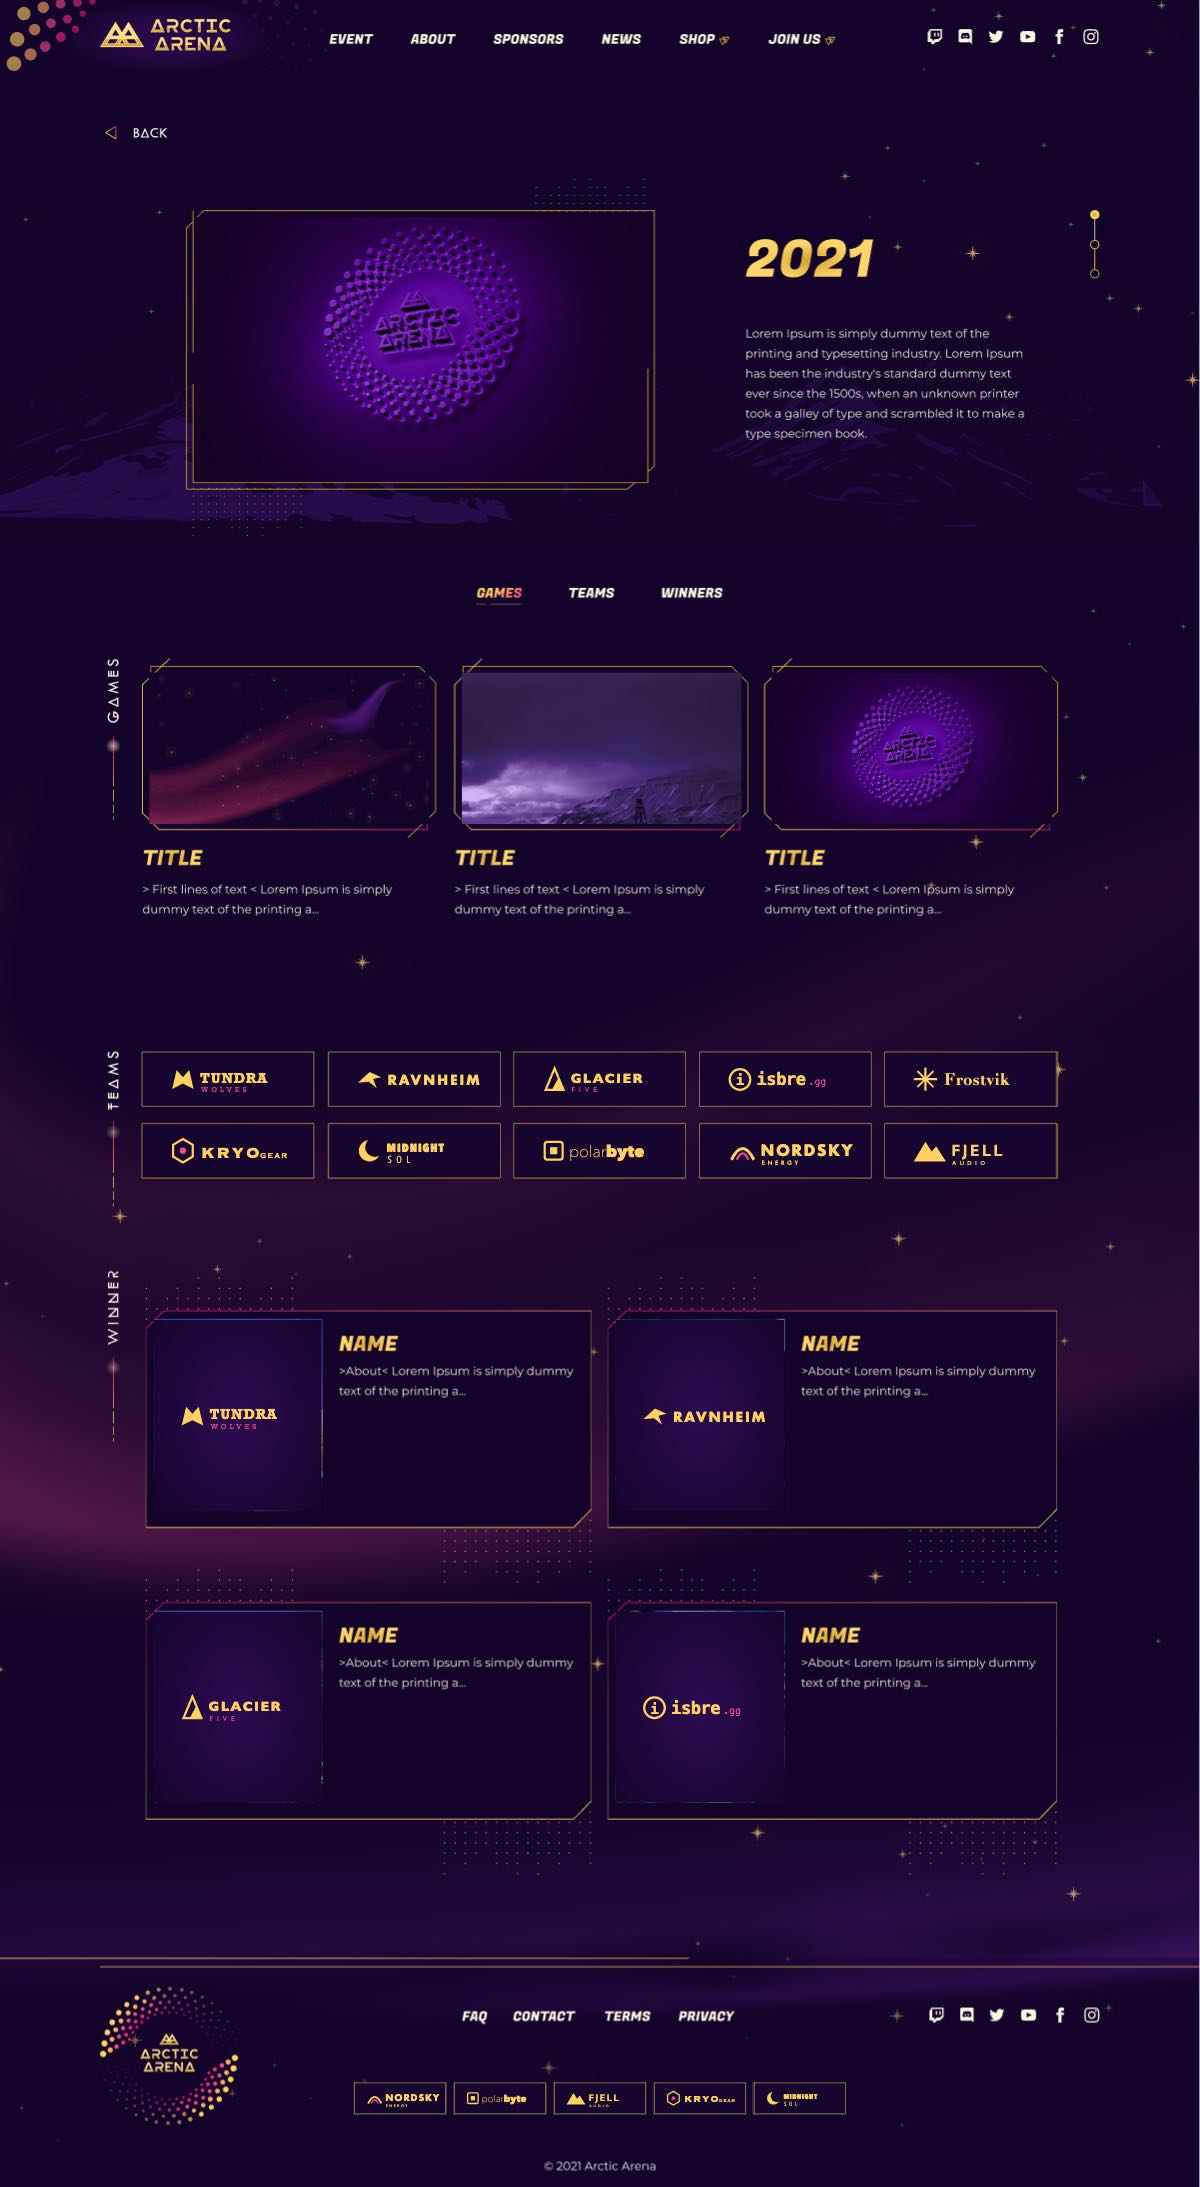 ARCTIC
ARENA
EVENT ABOUT SPONSORS NEWS SHOP JOIN US
BACK
ARCTIC
ARENA
2021
Lorem Ipsum is simply dummy text of the
printing and typesetting industry. Lorem Ipsum
has been the industry's standard dummy text
ever since the 1500s, when an unknown printer
took a galley of type and scrambled it to make a
type specimen book.
GAMES TEAMS WINNERS
GAMES
ARCTIC
ARENA
TITLE
> First lines of text < Lorem Ipsum is simply
dummy text of the printing a...
TITLE
> First lines of text < Lorem Ipsum is simply
dummy text of the printing a...
TITLE
> First lines of text < Lorem Ipsum is simply
dummy text of the printing a...
TEAMS
TUNDRA
WOLVES
RAVNHEIM
GLACIER
FIVE
isbre.gg
Frostvik
KRYOGEAR
MIDNIGHT
SOL
polarbyte
NORDSKY
ENERGY
FJELL
AUDIO
WINNER
TUNDRA
WOLVES
NAME
>About< Lorem Ipsum is simply dummy
text of the printing a...
RAVNHEIM
NAME
>About< Lorem Ipsum is simply dummy
text of the printing a...
GLACIER
FIVE
NAME
>About< Lorem Ipsum is simply dummy
text of the printing a...
isbre.gg
NAME
>About< Lorem Ipsum is simply dummy
text of the printing a...
ARCTIC
ARENA
FAQ CONTACT TERMS PRIVACY
NORDSKY
ENERGY
polarbyte
FJELL
AUDIO
KRYOGEAR
MIDNIGHT
SOL
© 2021 Arctic Arena